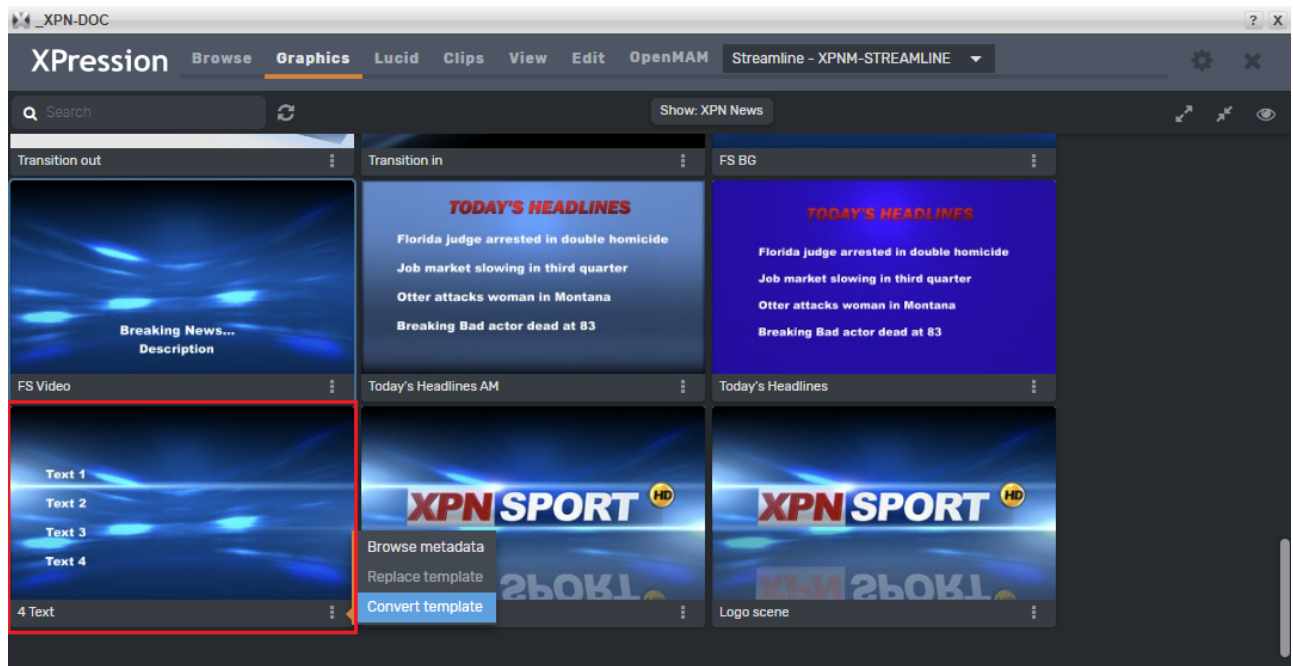 _XPN-DOC ? X
XPression Browse Graphics Lucid Clips View Edit OpenMAM Streamline - XPNM-STREAMLINE
Search Show: XPN News
Transition out
Transition in
FS BG
Breaking News...
Description
FS Video
TODAY'S HEADLINES
Florida judge arrested in double homicide
Job market slowing in third quarter
Otter attacks woman in Montana
Breaking Bad actor dead at 83
Today's Headlines AM
TODAY'S HEADLINES
Florida judge arrested in double homicide
Job market slowing in third quarter
Otter attacks woman in Montana
Breaking Bad actor dead at 83
Today's Headlines
Text 1
Text 2
Text 3
Text 4
4 Text
XPN SPORT HD
SPORT
Browse metadata
Replace template
Convert template
XPN SPORT HD
XPN SPORT
Logo scene